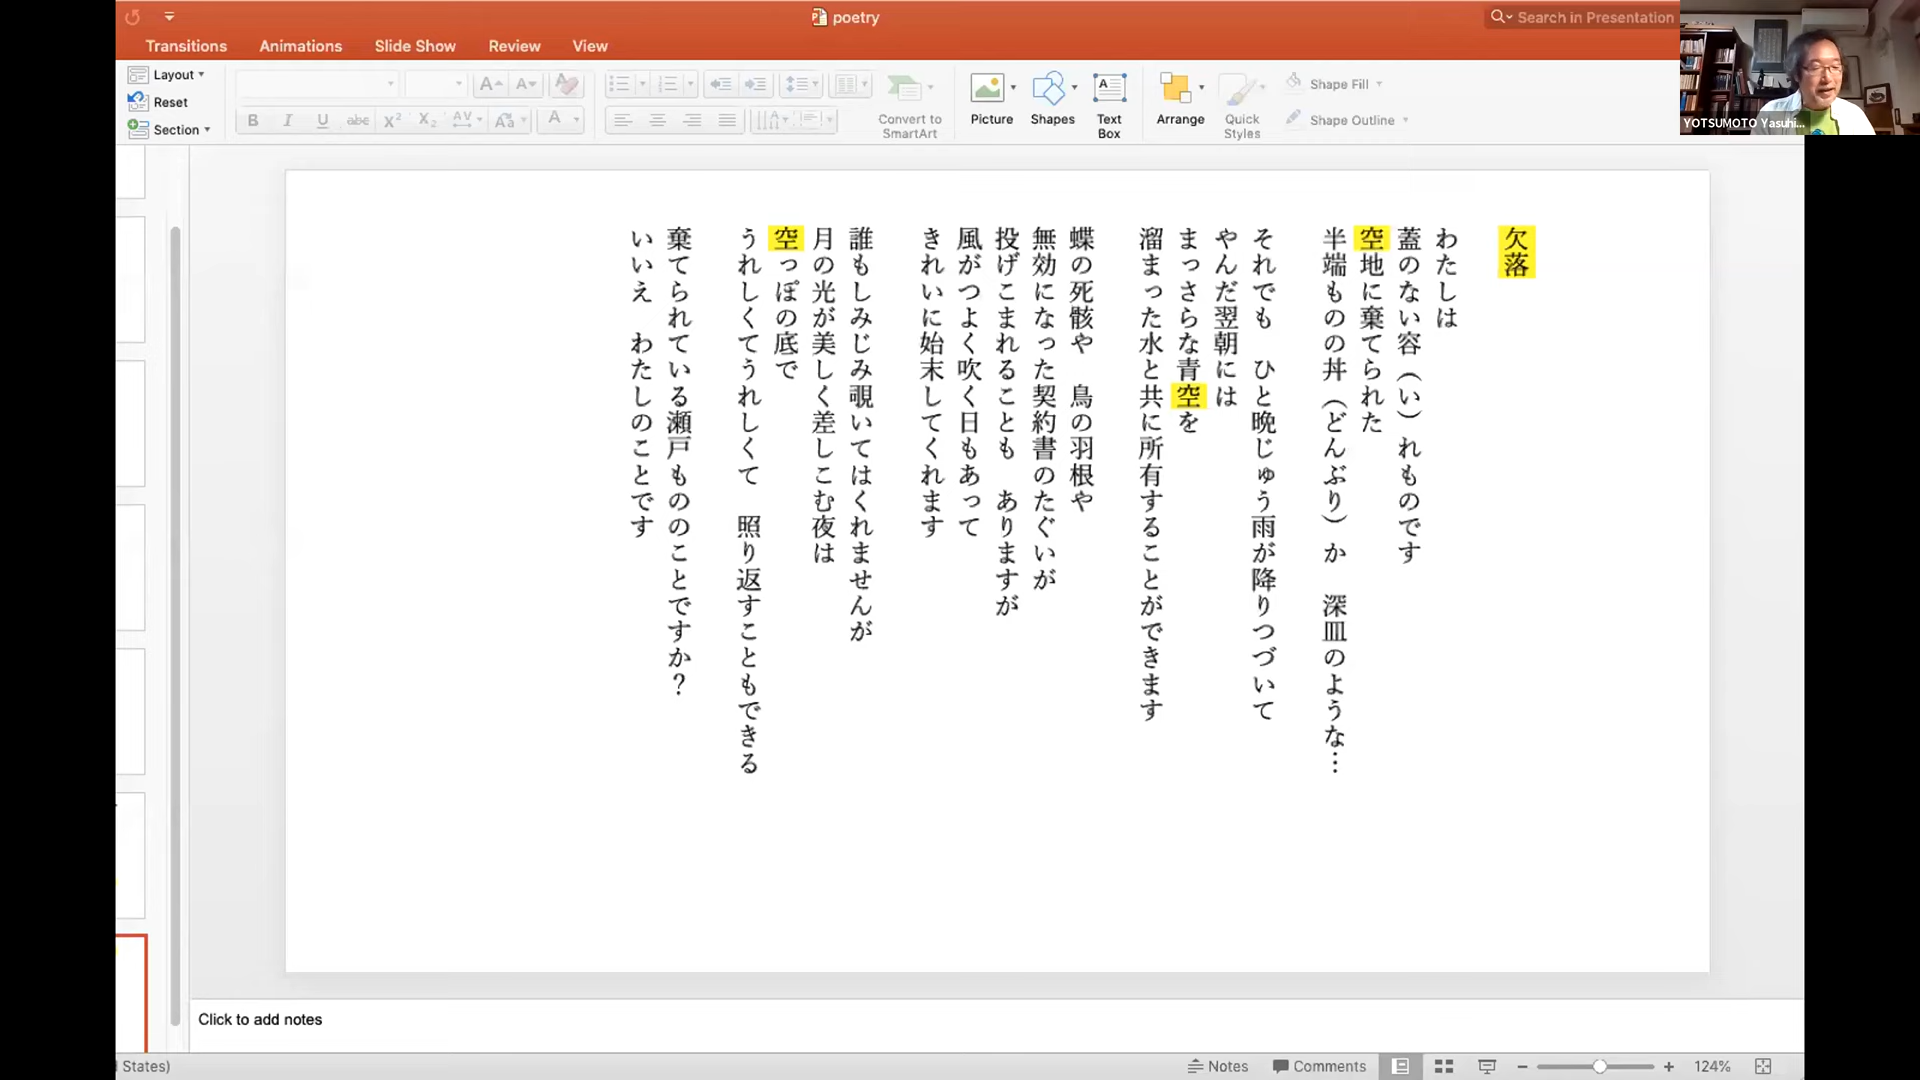 poetry
Search in Presentation
Transitions
Animations
Slide Show
Review
View
Layout
Reset
Section
Convert to
SmartArt
Picture
Shapes
Text
Box
Arrange
Quick
Styles
Shape Fill
Shape Outline
YOTSUMOTO Yasuhi...
欠落
わたしは
蓋のない容（い）れものです
空地に棄てられた
半端ものの丼（どんぶり）か　深皿のような…
それでも　ひと晩じゅう雨が降りつづいて
やんだ翌朝には
まっさらな青空を
溜まった水と共に所有することができます
蝶の死骸や　鳥の羽根や
無効になった契約書のたぐいが
投げこまれることも　ありますが
風がつよく吹く日もあって
きれいに始末してくれます
誰もしみじみ覗いてはくれませんが
月の光が美しく差しこむ夜は
空っぽの底で
うれしくてうれしくて　照り返すこともできる
棄てられている瀬戸もののことですか？
いいえ　わたしのことです
Click to add notes
States)
Notes
Comments
124%